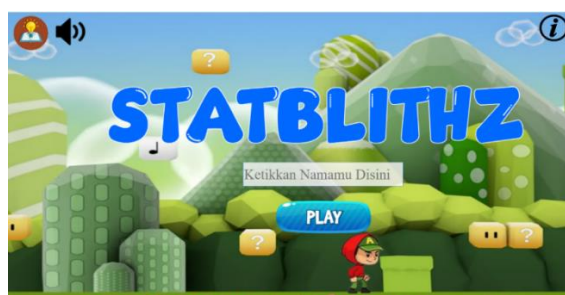 i
?
STATBLITHZ
Ketikkan Namamu Disini
PLAY
? ?
A